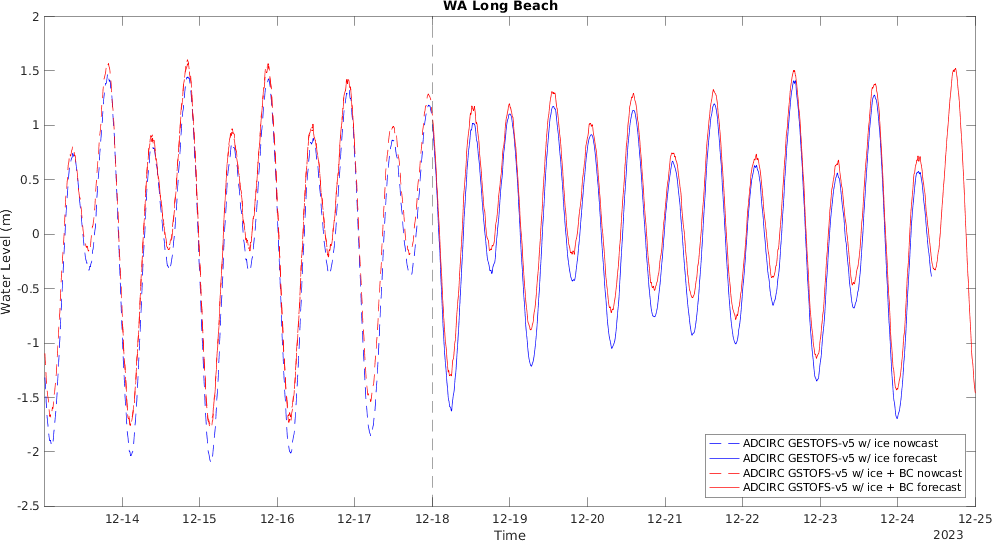 WA Long Beach
2
1.5
1
0.5
0
-0.5
-1
-1.5
-2
-2.5
Water Level (m)
12-14 12-15 12-16 12-17 12-18 12-19 12-20 12-21 12-22 12-23 12-24 12-25
Time
2023
ADCIRC GESTOFS-v5 w/ ice nowcast
ADCIRC GESTOFS-v5 w/ ice forecast
ADCIRC GSTOFS-v5 w/ ice + BC nowcast
ADCIRC GSTOFS-v5 w/ ice + BC forecast